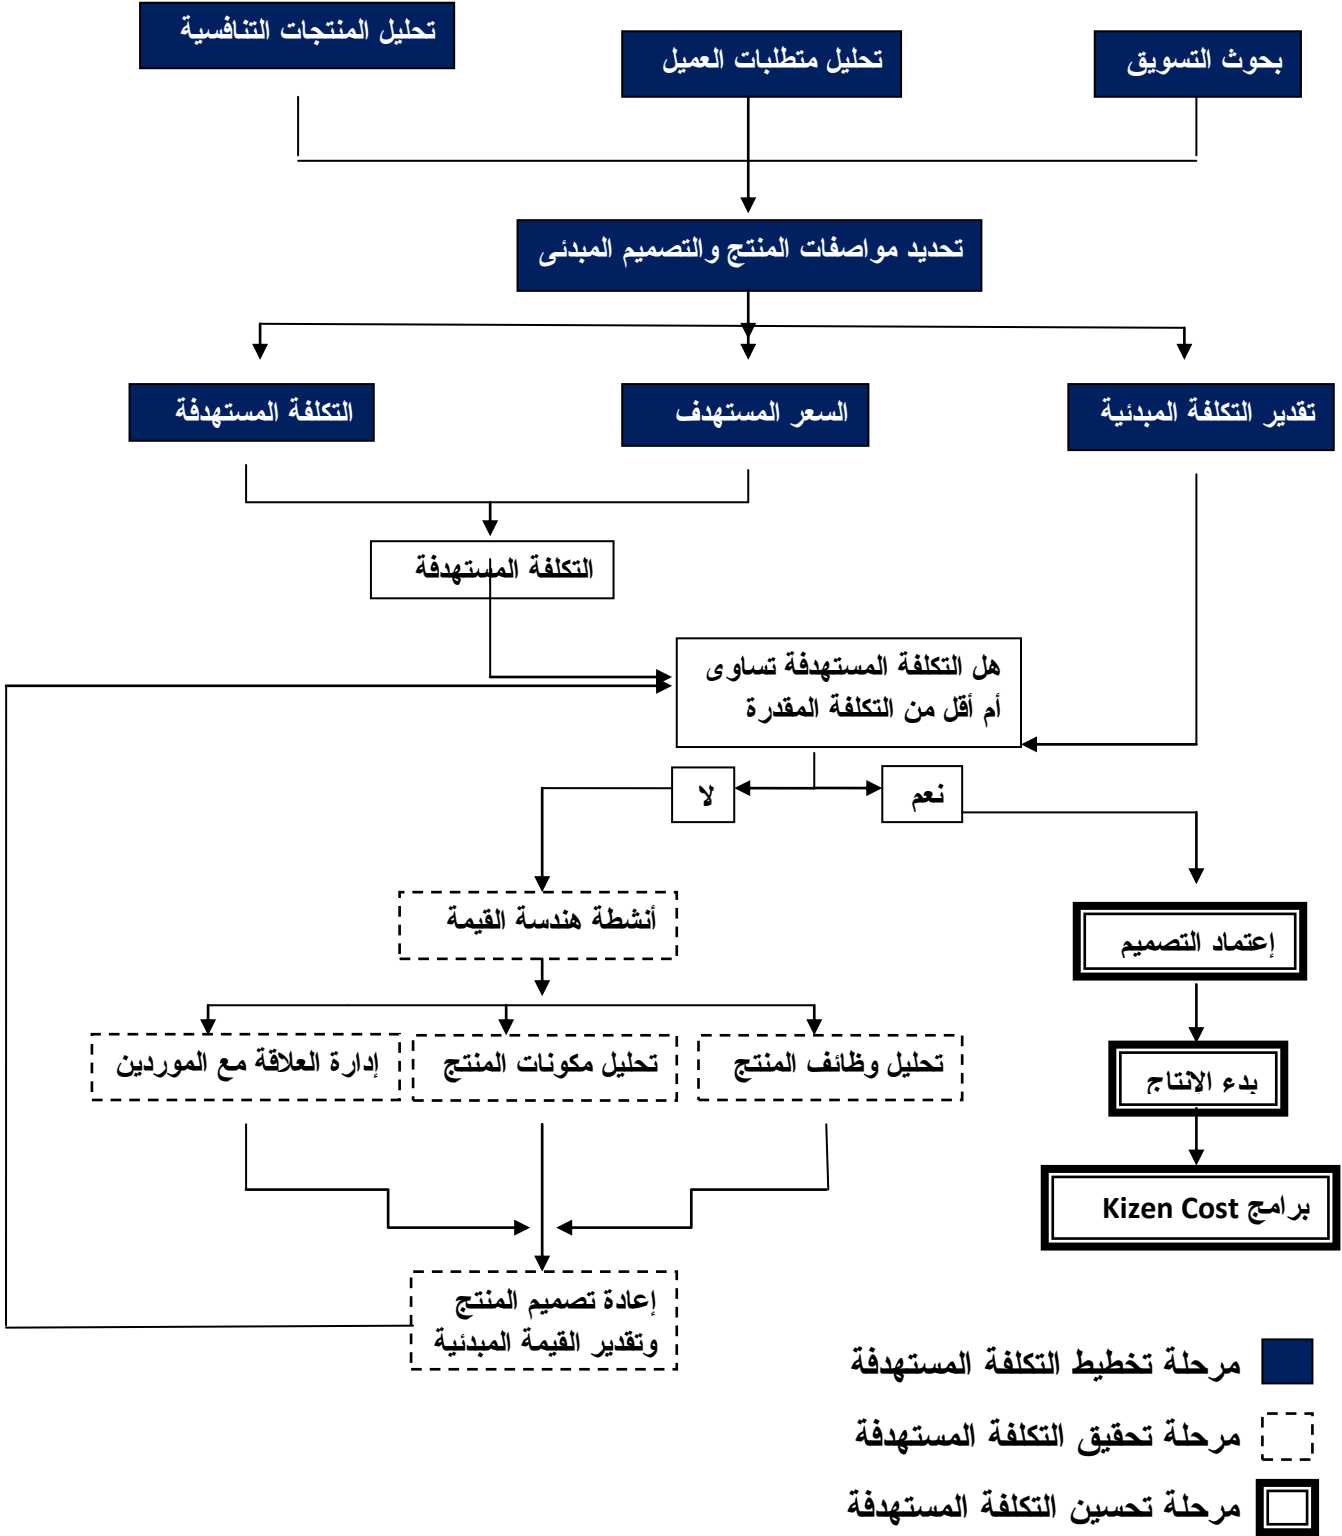 بحوث التسويق
تحليل متطلبات العميل
تحليل المنتجات التنافسية
تحديد مواصفات المنتج والتصميم المبدئى
تقدير التكلفة المبدئية
السعر المستهدف
التكلفة المستهدفة
التكلفة المستهدفة
هل التكلفة المستهدفة تساوى
أم أقل من التكلفة المقدرة
نعم
لا
أنشطة هندسة القيمة
إعتماد التصميم
تحليل وظائف المنتج
تحليل مكونات المنتج
إدارة العلاقة مع الموردين
بدء الانتاج
برامج Kizen Cost
إعادة تصميم المنتج
وتقدير القيمة المبدئية
مرحلة تخطيط التكلفة المستهدفة
مرحلة تحقيق التكلفة المستهدفة
مرحلة تحسين التكلفة المستهدفة